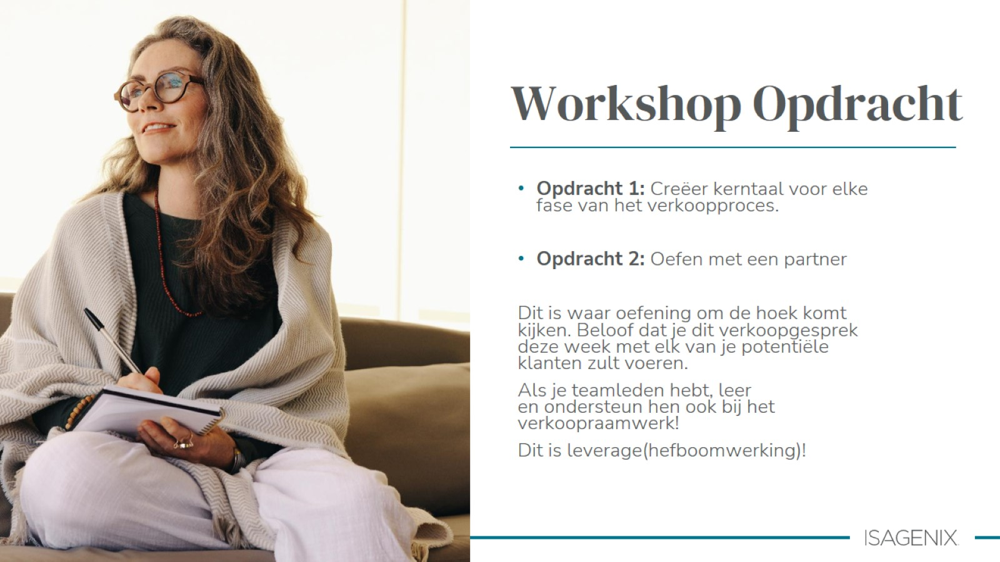 Workshop Opdracht
• Opdracht 1: Creëer kerntaal voor elke
fase van het verkoopproces.
• Opdracht 2: Oefen met een partner
Dit is waar oefening om de hoek komt
kijken. Beloof dat je dit verkoopgesprek
deze week met elk van je potentiële
klanten zult voeren.
Als je teamleden hebt, leer
en ondersteun hen ook bij het
verkoopraamwerk!
Dit is leverage(hefboomwerking)!
ISAGENIX